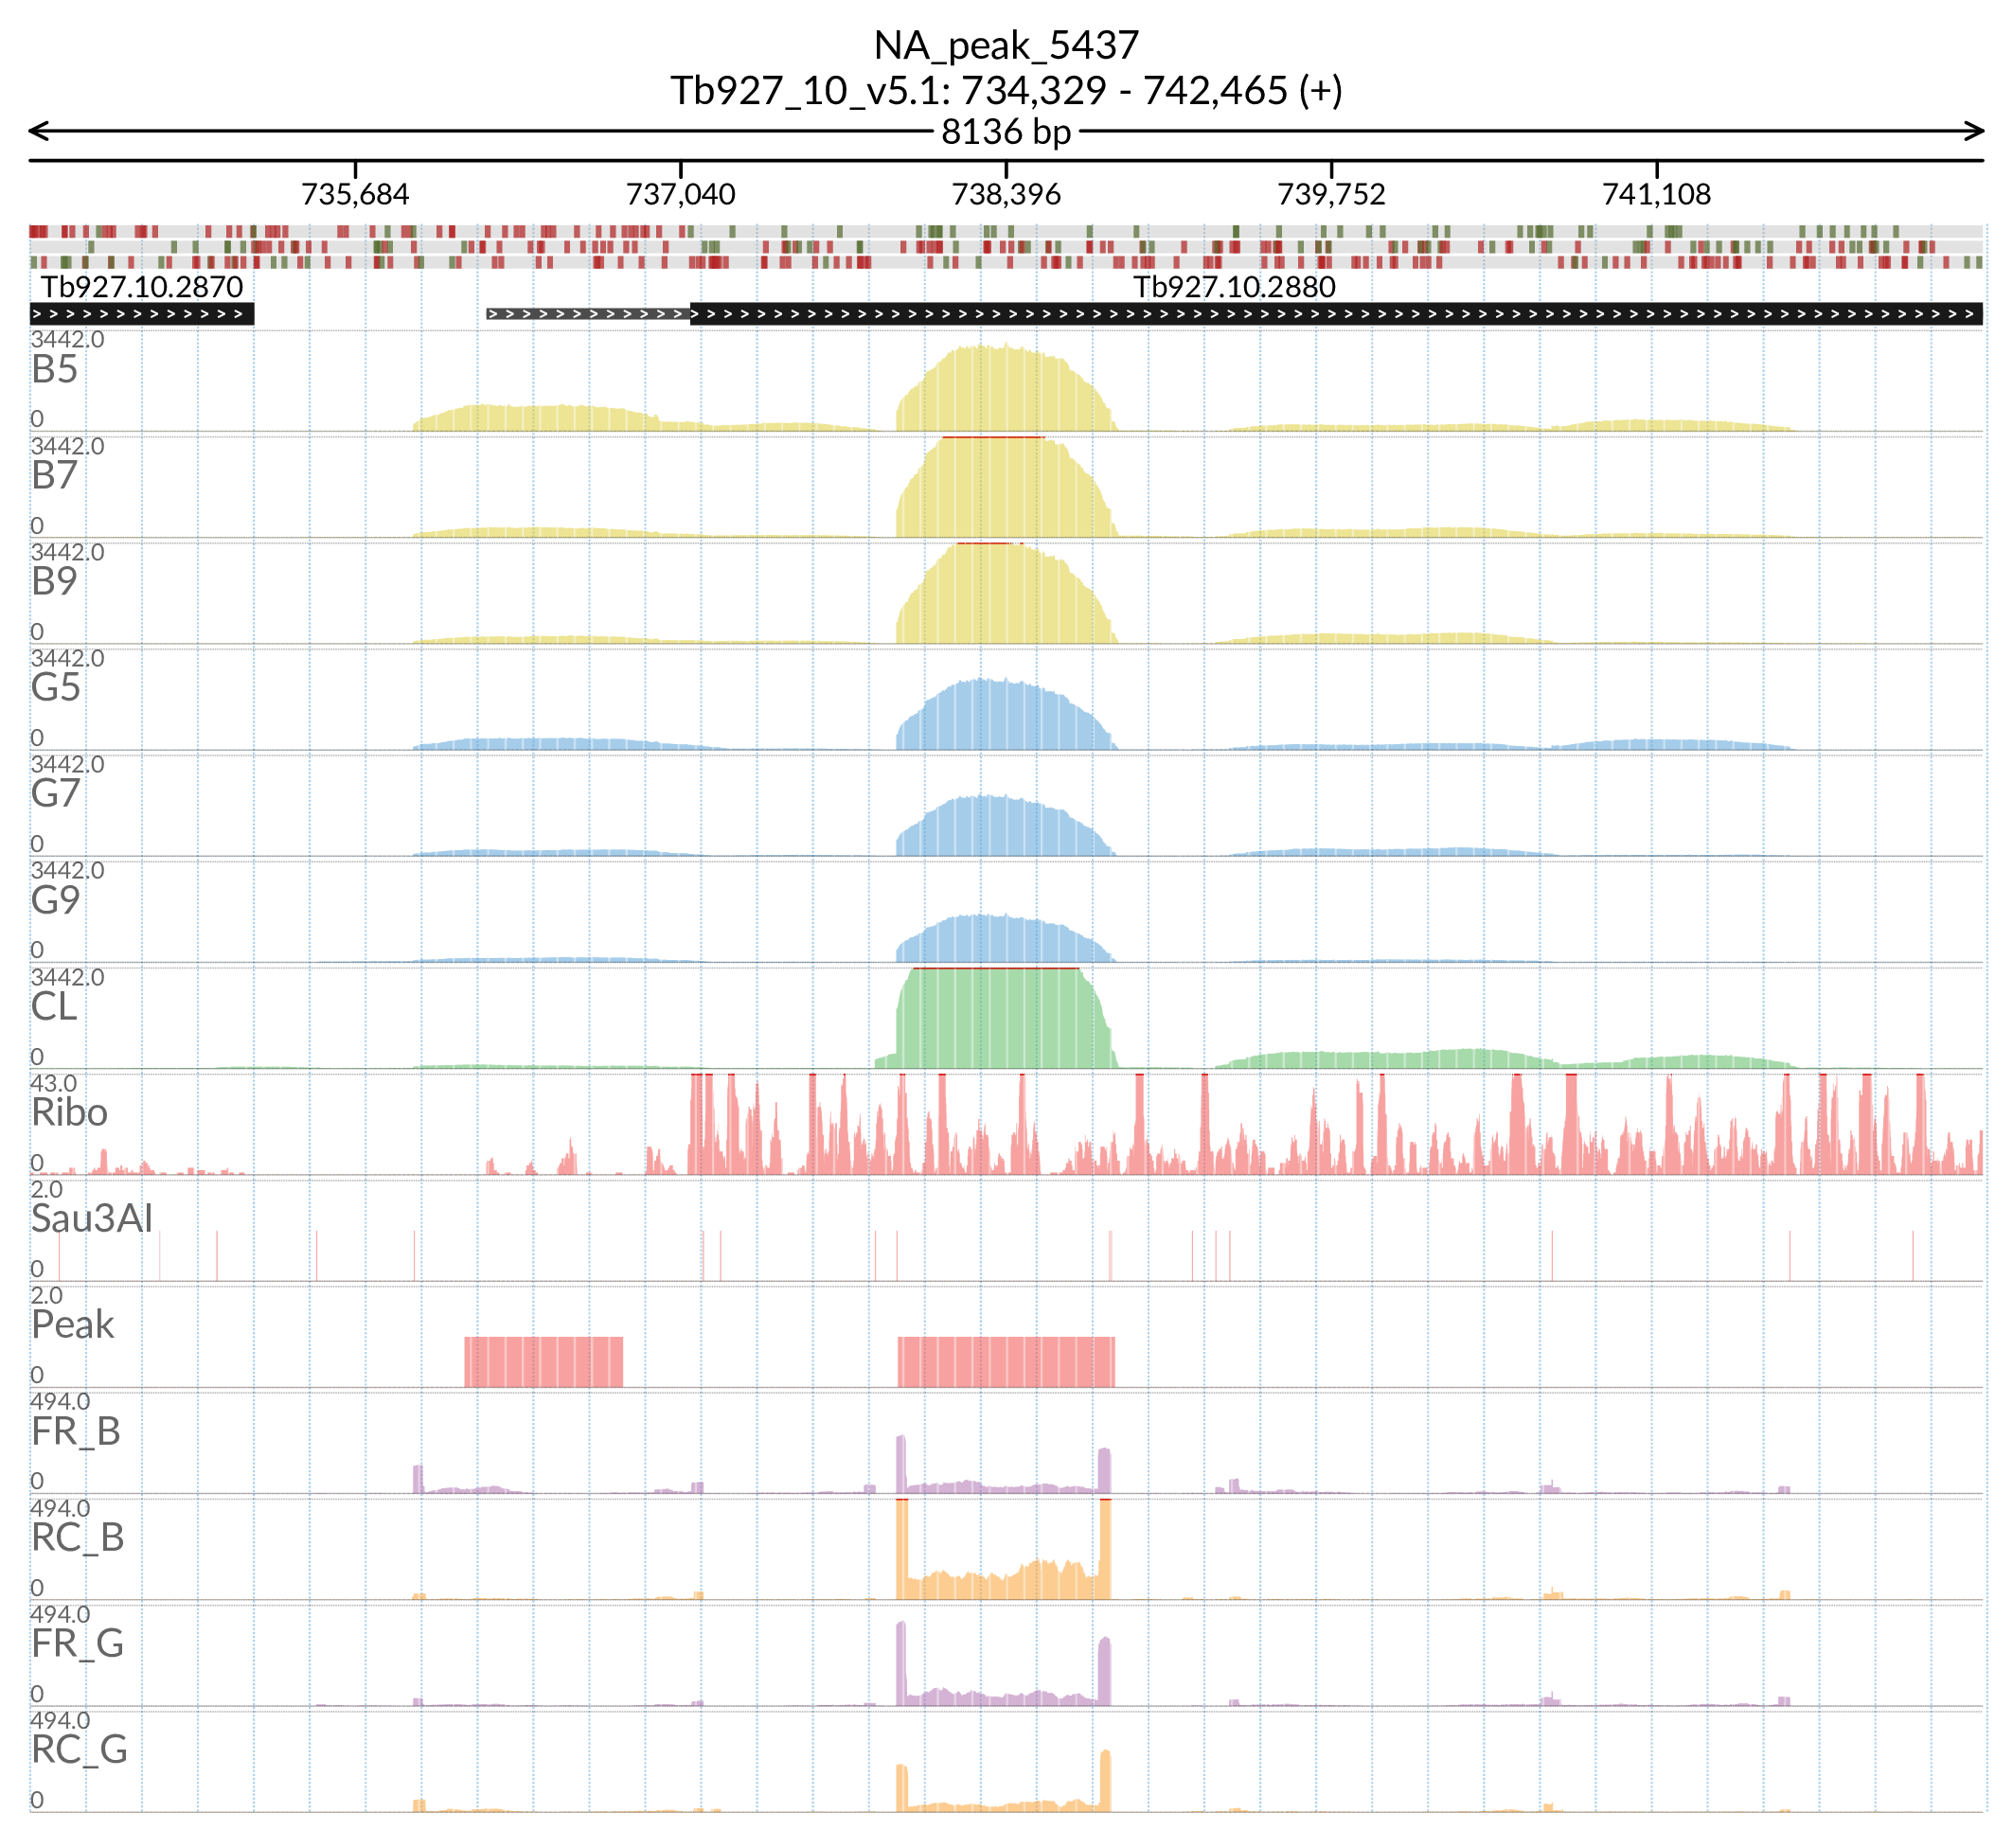 NA_peak_5437
Tb927_10_v5.1: 734,329 - 742,465 (+)
8136 bp
735,684 737,040 738,396 739,752 741,108
Tb927.10.2870 Tb927.10.2880
3442.0
B5
0
3442.0
B7
0
3442.0
B9
0
3442.0
G5
0
3442.0
G7
0
3442.0
G9
0
3442.0
CL
0
43.0
Ribo
0
2.0
Sau3AI
0
2.0
Peak
0
494.0
FR_B
0
494.0
RC_B
0
494.0
FR_G
0
494.0
RC_G
0